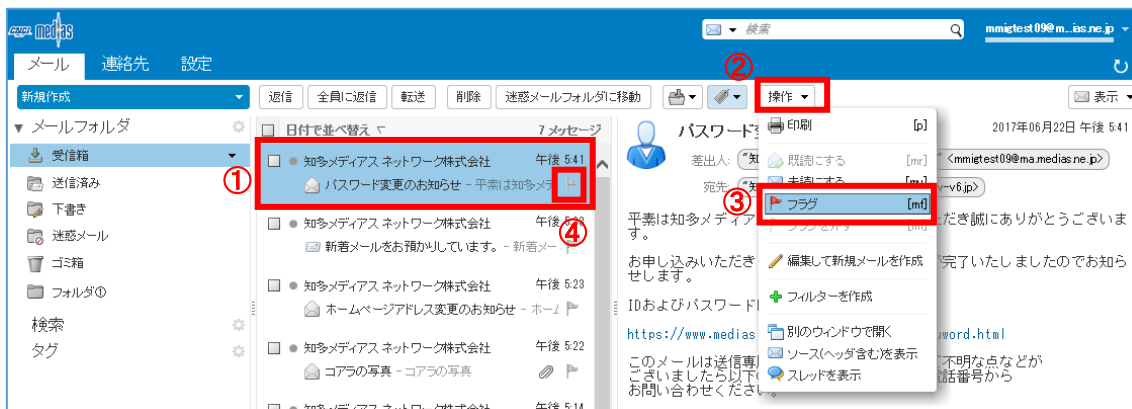 CNCI medias
検索
mmigtest09@m...ias.ne.jp
メール 連絡先 設定
②
新規作成 返信 全員に返信 転送 削除 迷惑メールフォルダに移動 操作 表示
メールフォルダ
受信箱
送信済み
下書き
迷惑メール
ゴミ箱
フォルダ①
検索
タグ
日付で並べ替え 7 メッセージ
①
知多メディアス ネットワーク株式会社 午後 5:41
パスワード変更のお知らせ - 平素は知多メデ
④
知多メディアス ネットワーク株式会社 午後
新着メールをお預かりしています。 - 新着メー
知多メディアス ネットワーク株式会社 午後 5:23
ホームページアドレス変更のお知らせ - ホーム
知多メディアス ネットワーク株式会社 午後 5:22
コアラの写真 - コアラの写真
知多メディアス ネットワーク株式会社 午後 5:14
パスワード 2017年06月22日 午後 5:41
差出人: "知 <mmigtest09@ma.medias.ne.jp>
宛先: "知 v-v6.jp>
印刷 [p]
既読にする [mr]
未読にする [mu]
③
フラグ [mf]
フラグを外す
編集して新規メールを作成
フィルターを作成
別のウィンドウで開く
ソース(ヘッダ含む)を表示
スレッドを表示
平素は知多メディア ただき誠にありがとうございま
す。
お申し込みいただき が完了いたしましたのでお知ら
せします。
IDおよびパスワード
https://www.medias uword.html
このメールは送信専 ご不明な点などが
ございましたら以下 話番号から
お問い合わせくださ